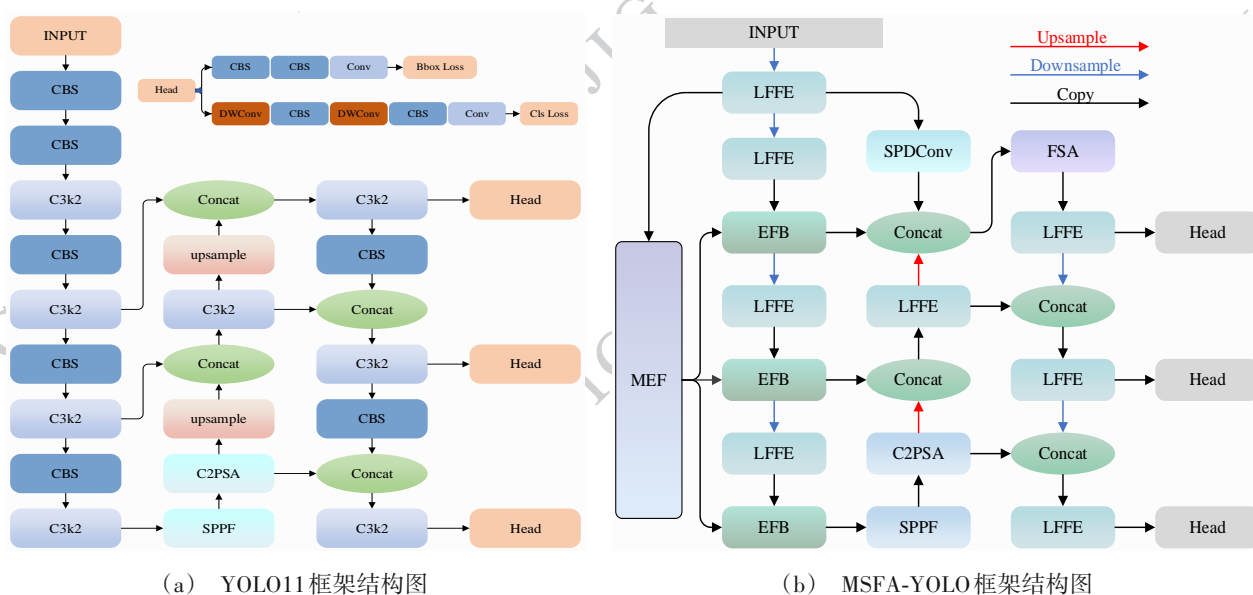 INPUT
CBS
CBS
C3k2
CBS
C3k2
CBS
C3k2
CBS
C3k2
Head
CBS CBS Conv Bbox Loss
DWConv CBS DWConv CBS Conv Cls Loss
Concat
upsample
C3k2
Concat
upsample
C2PSA
SPPF
C3k2
CBS
Concat
C3k2
CBS
Concat
C3k2
Head
Head
Head
(a) YOLO11框架结构图
INPUT
Upsample
Downsample
Copy
MEF
LFFE
LFFE
EFB
LFFE
EFB
LFFE
EFB
SPDConv
Concat
LFFE
Concat
C2PSA
SPPF
FSA
LFFE
Concat
LFFE
Concat
LFFE
Head
Head
Head
(b) MSFA-YOLO框架结构图